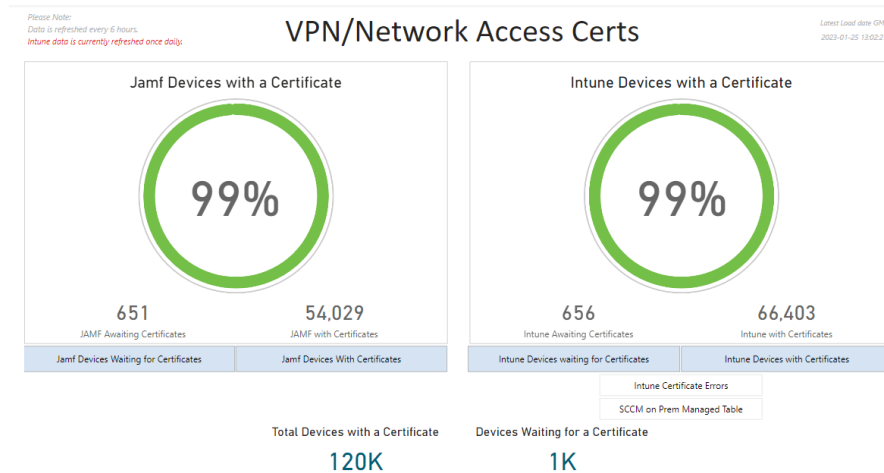 Please Note:
Data is refreshed every 6 hours.
Intune data is currently refreshed once daily.
VPN/Network Access Certs
Latest Load date GM
2023-01-25 13:02:2
Jamf Devices with a Certificate
99%
651
JAMF Awaiting Certificates
54,029
JAMF with Certificates
Jamf Devices Waiting for Certificates
Jamf Devices With Certificates
Intune Devices with a Certificate
99%
656
Intune Awaiting Certificates
66,403
Intune with Certificates
Intune Devices waiting for Certificates
Intune Devices with Certificates
Intune Certificate Errors
SCCM on Prem Managed Table
Total Devices with a Certificate
120K
Devices Waiting for a Certificate
1K